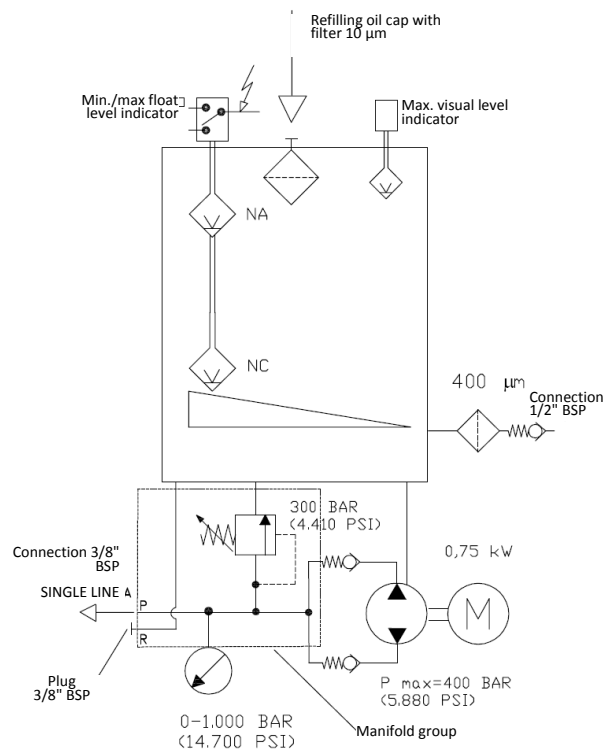 Refilling oil cap with
filter 10 µm
Min./max float
level indicator
Max. visual level
indicator
NA
NC
400 µm
Connection
1/2" BSP
300 BAR
(4.410 PSI)
0,75 kW
Connection 3/8"
BSP
SINGLE LINE A
P
R
M
Plug
3/8" BSP
P max=400 BAR
(5.880 PSI)
0-1.000 BAR
(14.700 PSI)
Manifold group